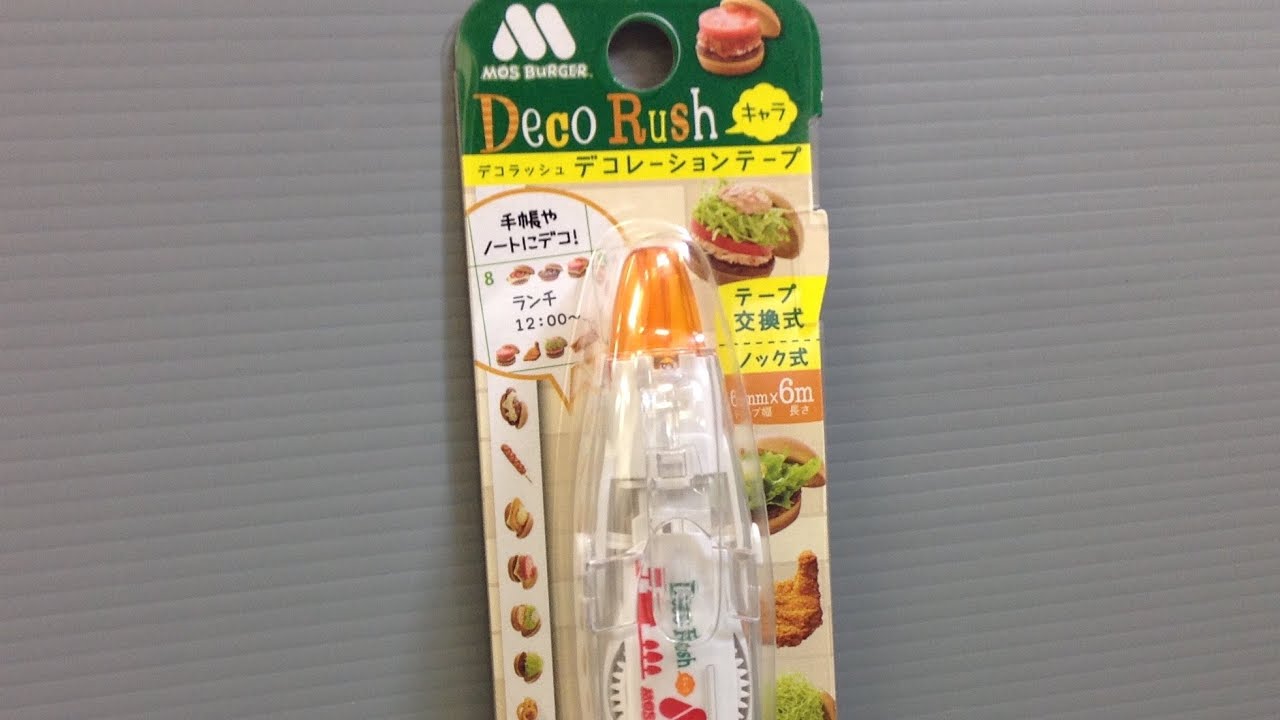 MOS BURGER
Deco Rush
キャラ
デコラッシュ デコレーションテープ
手帳や
ノートにデコ!
8
ランチ
12:00~
テープ
交換式
ノック式
mm×6m
長さ
Deco Rush
MOS